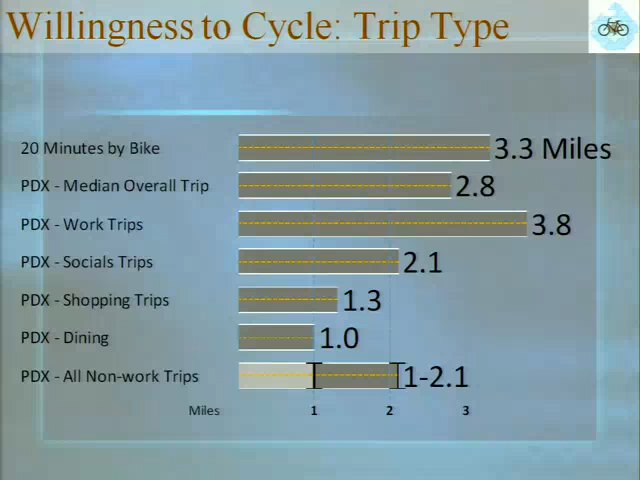 Willingness to Cycle: Trip Type
20 Minutes by Bike 3.3 Miles
PDX - Median Overall Trip 2.8
PDX - Work Trips 3.8
PDX - Socials Trips 2.1
PDX - Shopping Trips 1.3
PDX - Dining 1.0
PDX - All Non-work Trips 1-2.1
Miles 1 2 3